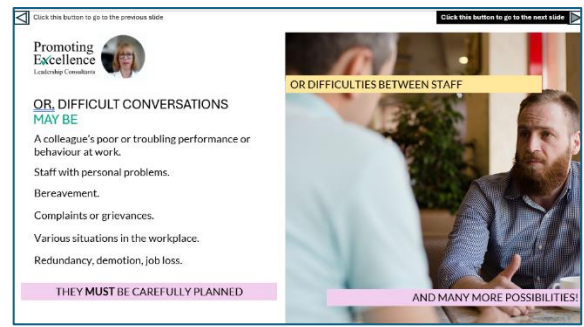 Click this button to go to the previous slide
Click this button to go to the next slide
Promoting
Excellence
Leadership Consultants
OR, DIFFICULT CONVERSATIONS
MAY BE
A colleague's poor or troubling performance or
behaviour at work.
Staff with personal problems.
Bereavement.
Complaints or grievances.
Various situations in the workplace.
Redundancy, demotion, job loss.
THEY MUST BE CAREFULLY PLANNED
OR DIFFICULTIES BETWEEN STAFF
AND MANY MORE POSSIBILITIES!